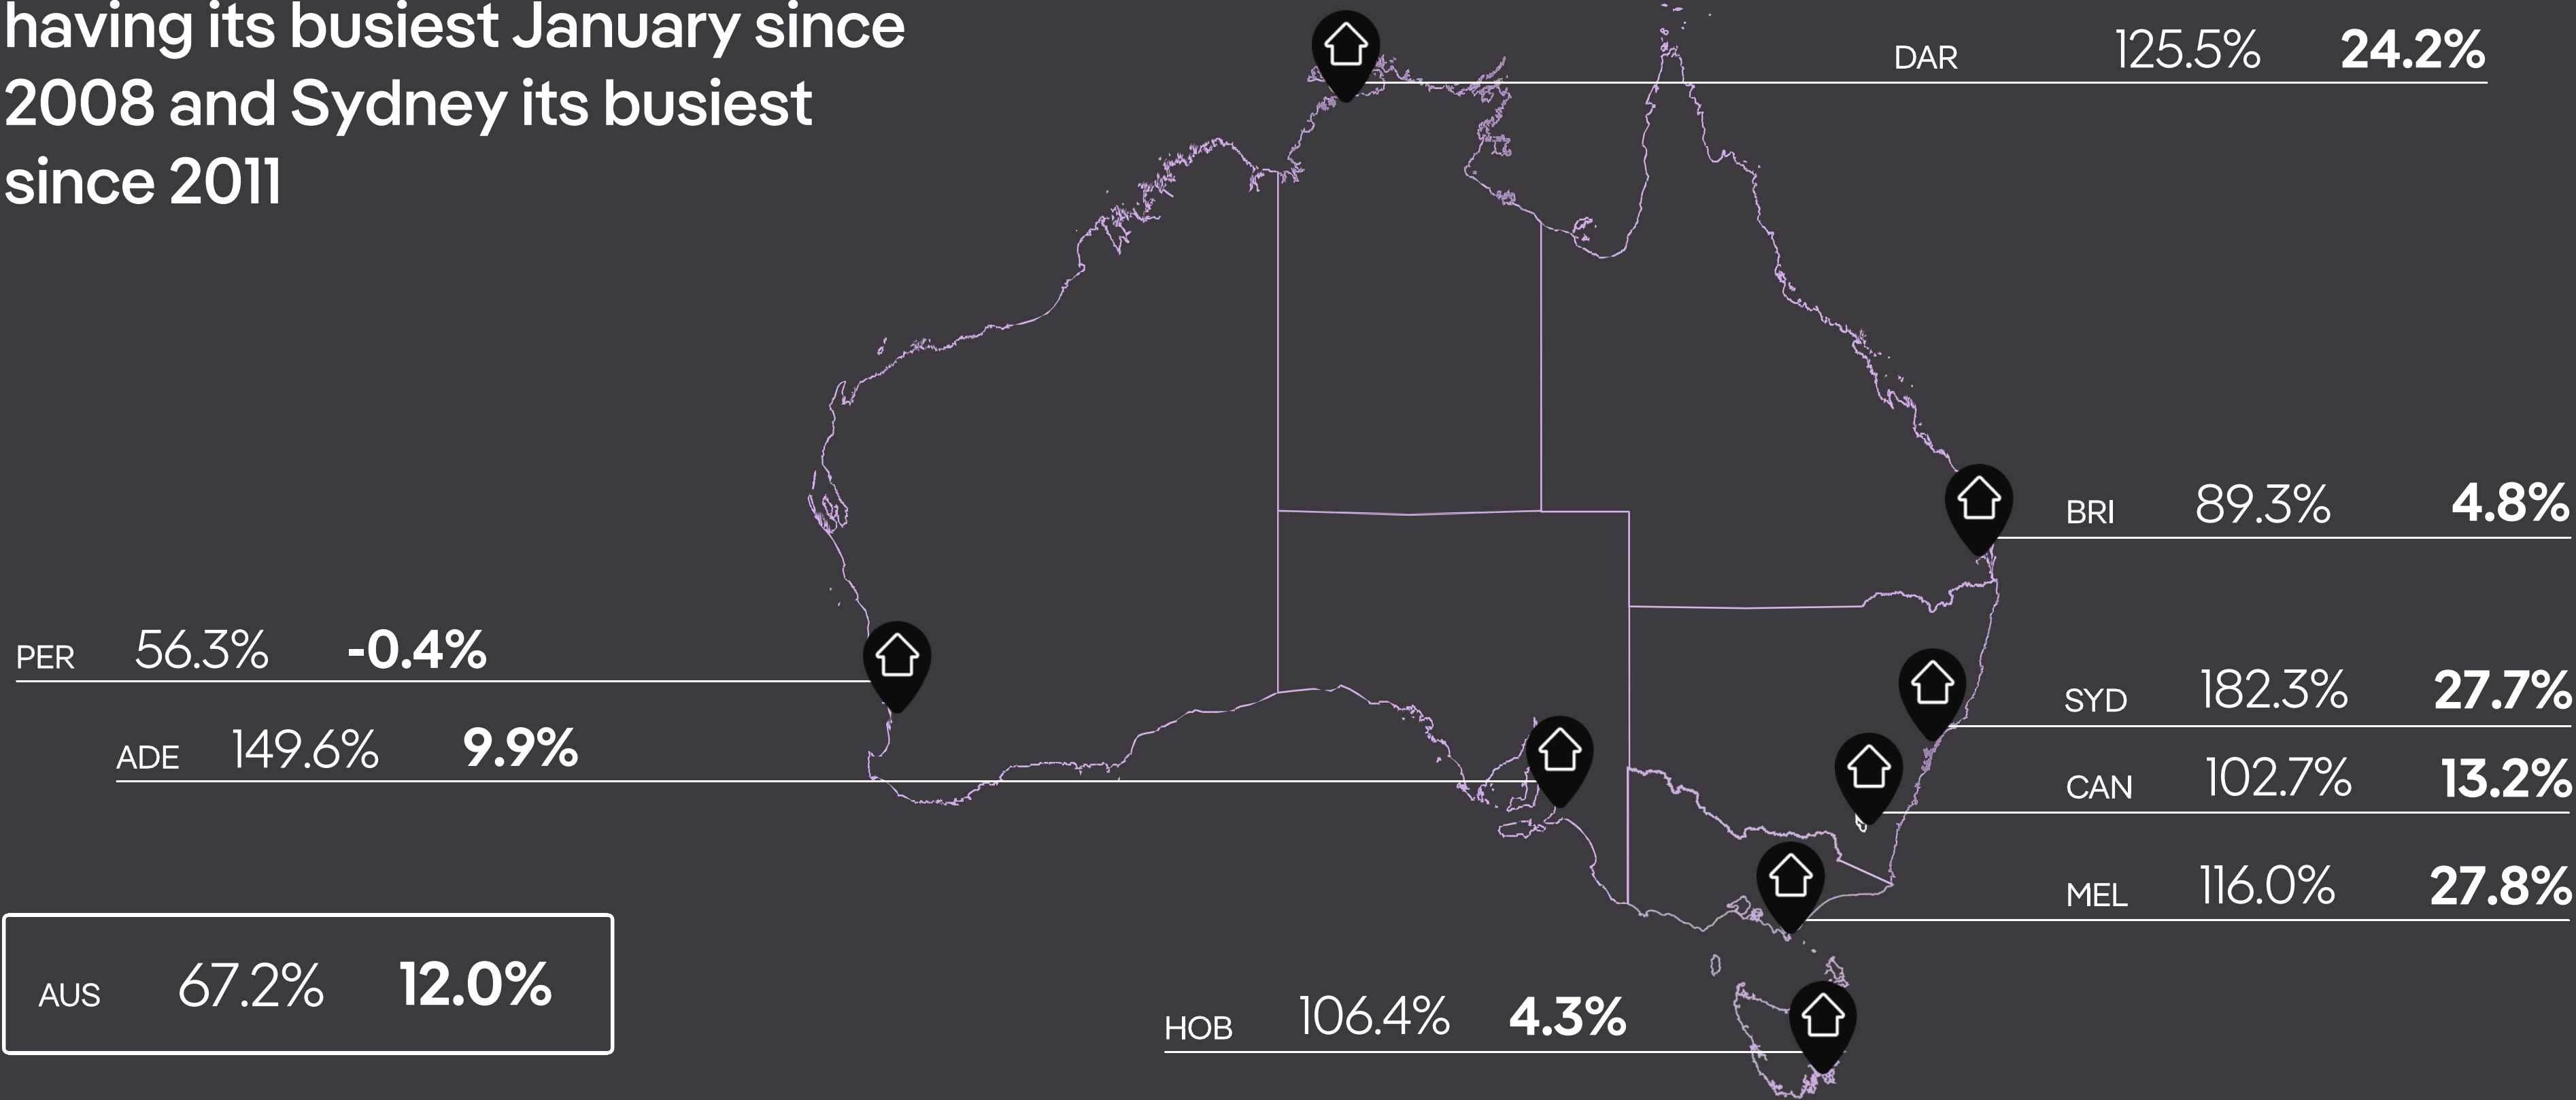 having its busiest January since
2008 and Sydney its busiest
since 2011
DAR 125.5% 24.2%
BRI 89.3% 4.8%
PER 56.3% -0.4%
SYD 182.3% 27.7%
ADE 149.6% 9.9%
CAN 102.7% 13.2%
MEL 116.0% 27.8%
AUS 67.2% 12.0%
HOB 106.4% 4.3%